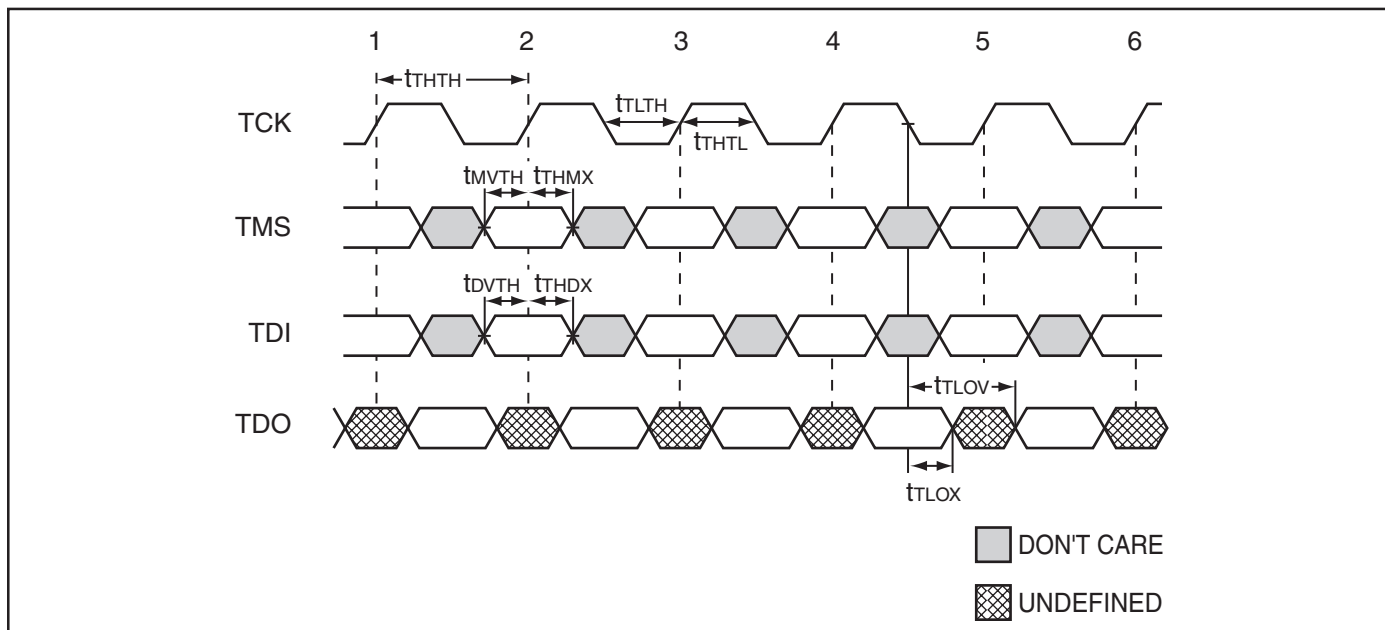 1 2 3 4 5 6
tTHTH
TCK
tTLTH
tTHTL
tMVTH tTHMX
TMS
tDVTH tTHDX
TDI
tTLOV
TDO
tTLOX
DON'T CARE
UNDEFINED